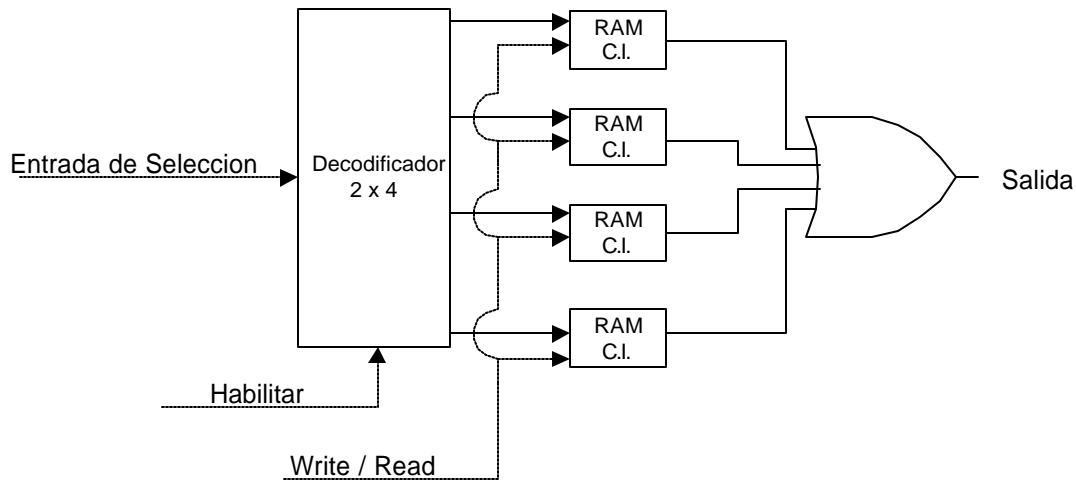 RAM
C.I.
RAM
C.I.
Entrada de Seleccion
Decodificador
2 x 4
Salida
RAM
C.I.
RAM
C.I.
Habilitar
Write / Read